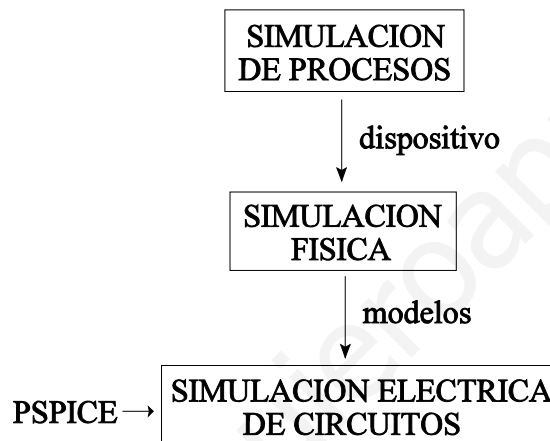 SIMULACION
DE PROCESOS
dispositivo
SIMULACION
FISICA
modelos
PSPICE
SIMULACION ELECTRICA
DE CIRCUITOS